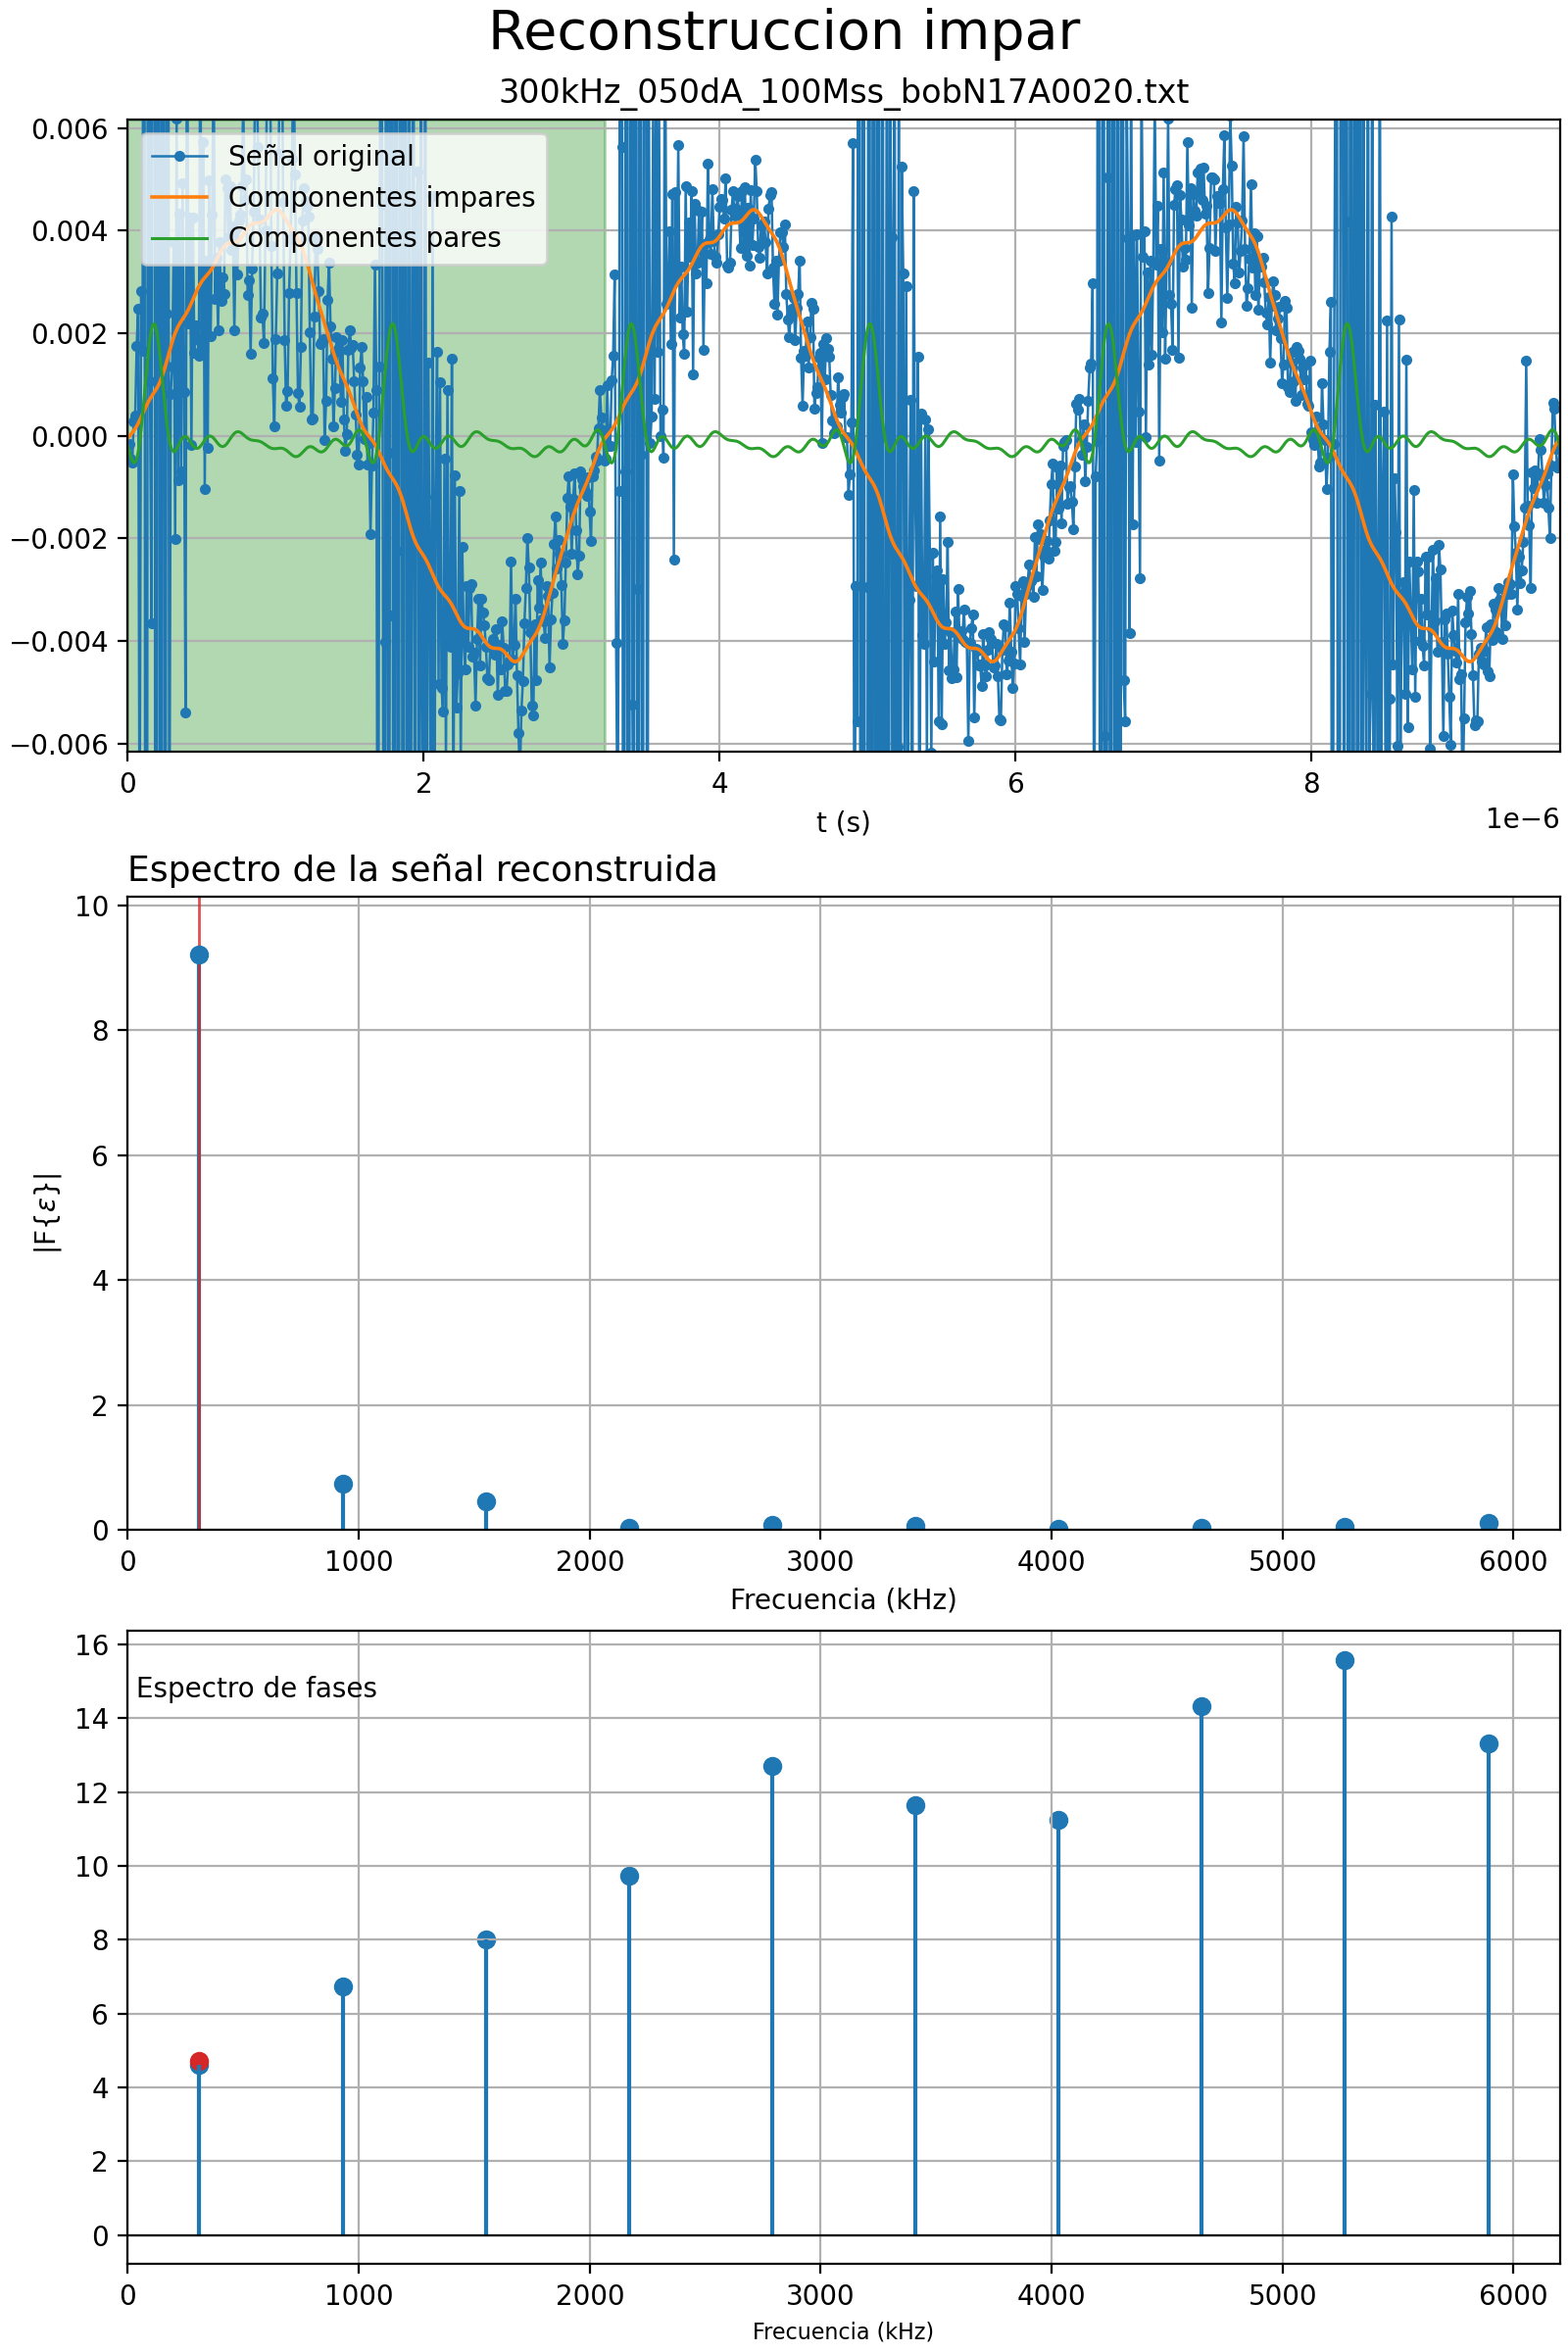 Reconstruccion impar
300kHz_050dA_100Mss_bobN17A0020.txt
0.006
0.004
0.002
0.000
−0.002
−0.004
−0.006
Señal original
Componentes impares
Componentes pares
0 2 4 6 8
1e−6
t (s)
Espectro de la señal reconstruida
10
8
6
4
2
0
|F{ε}|
0 1000 2000 3000 4000 5000 6000
Frecuencia (kHz)
16
14
12
10
8
6
4
2
0
Espectro de fases
0 1000 2000 3000 4000 5000 6000
Frecuencia (kHz)